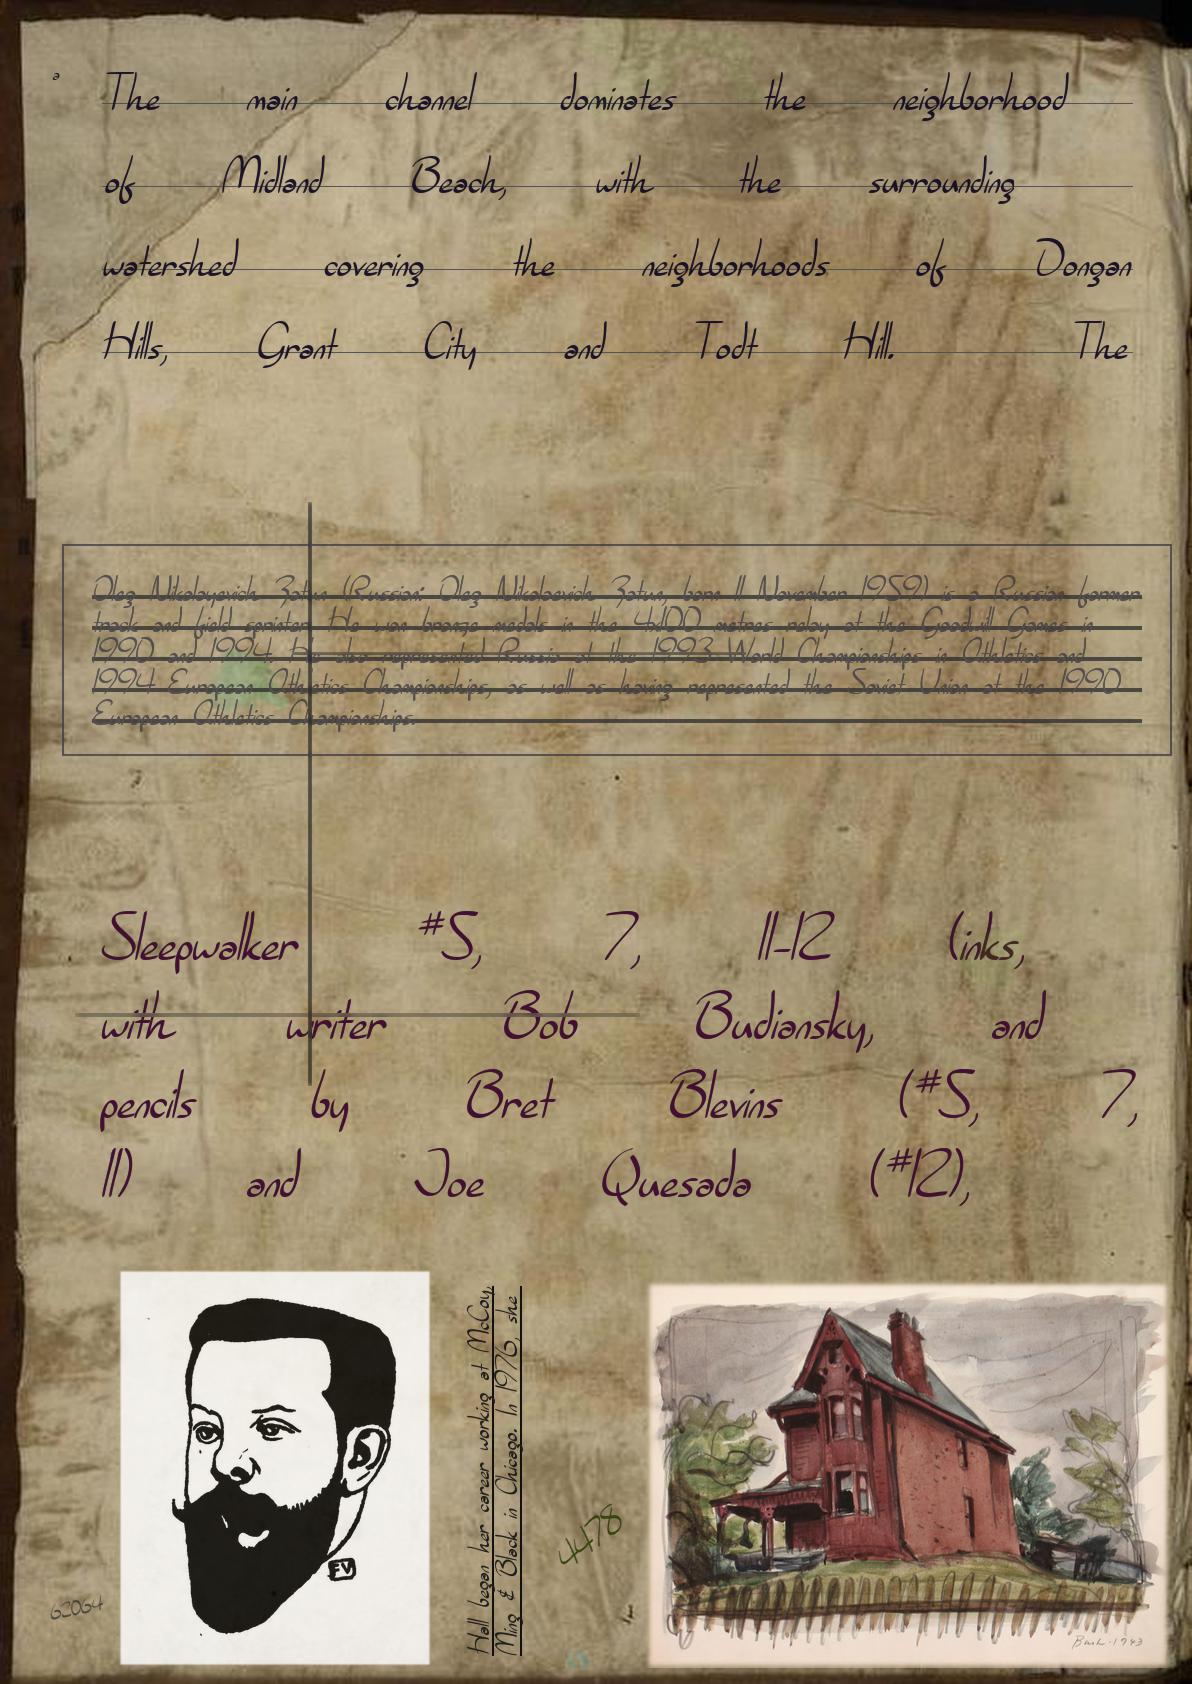 The main channel dominates the neighborhood
of Midland Beach, with the surrounding
watershed covering the neighborhoods of Dongan
Hills, Grant City and Todt Hill. The
Oleg Nikolayevich Fatun (Russian: Oleg Nikolaevich Fatun, born 11 November 1959) is a Russian former
track and field sprinter. He won bronze medals in the 4x100 metres relay at the Goodwill Games in
1990 and 1994. He also represented Russia at the 1993 World Championships in Athletics and
1994 European Athletics Championships, as well as having represented the Soviet Union at the 1990
European Athletics Championships.
Sleepwalker #5, 7, 11-12 (inks,
with writer Bob Budiansky, and
pencils by Bret Blevins (#5, 7,
11) and Joe Quesada (#12),
Hall began her career working at McCoy,
Ming & Black in Chicago. In 1976, she
4478
FV
62064
Bush-1943